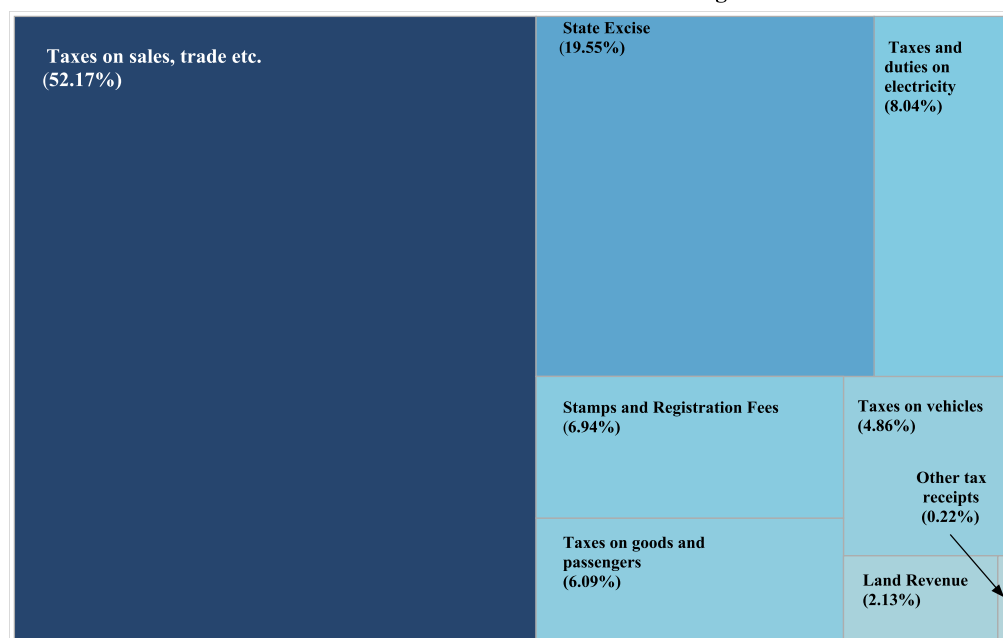 Taxes on sales, trade etc.
(52.17%)
State Excise
(19.55%)
Taxes and
duties on
electricity
(8.04%)
Stamps and Registration Fees
(6.94%)
Taxes on vehicles
(4.86%)
Other tax
receipts
(0.22%)
Taxes on goods and
passengers
(6.09%)
Land Revenue
(2.13%)